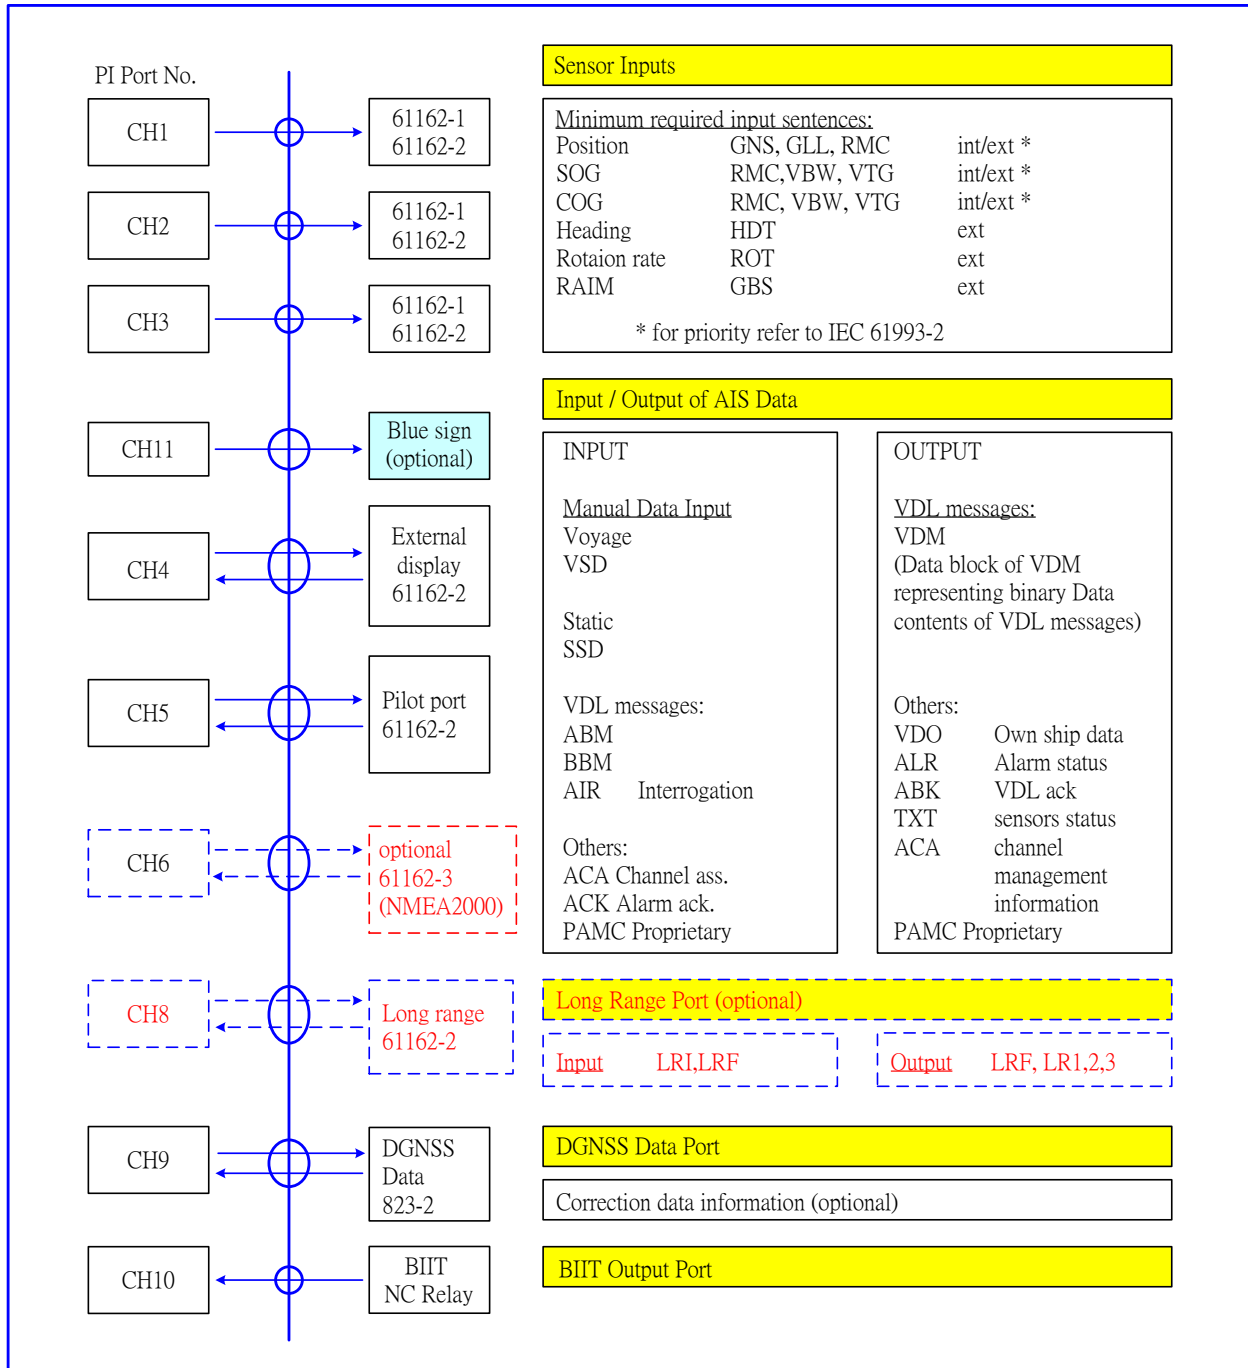 PI Port No.
CH1
61162-1
61162-2
CH2
61162-1
61162-2
CH3
61162-1
61162-2
CH11
Blue sign
(optional)
CH4
External
display
61162-2
CH5
Pilot port
61162-2
CH6
optional
61162-3
(NMEA2000)
CH8
Long range
61162-2
CH9
DGNSS
Data
823-2
CH10
BIIT
NC Relay
Sensor Inputs
Minimum required input sentences:
Position GNS, GLL, RMC int/ext *
SOG RMC,VBW, VTG int/ext *
COG RMC, VBW, VTG int/ext *
Heading HDT ext
Rotaion rate ROT ext
RAIM GBS ext
* for priority refer to IEC 61993-2
Input / Output of AIS Data
INPUT
Manual Data Input
Voyage
VSD
Static
SSD
VDL messages:
ABM
BBM
AIR Interrogation
Others:
ACA Channel ass.
ACK Alarm ack.
PAMC Proprietary
OUTPUT
VDL messages:
VDM
(Data block of VDM
representing binary Data
contents of VDL messages)
Others:
VDO Own ship data
ALR Alarm status
ABK VDL ack
TXT sensors status
ACA channel
management
information
PAMC Proprietary
Long Range Port (optional)
Input LRI,LRF
Output LRF, LR1,2,3
DGNSS Data Port
Correction data information (optional)
BIIT Output Port